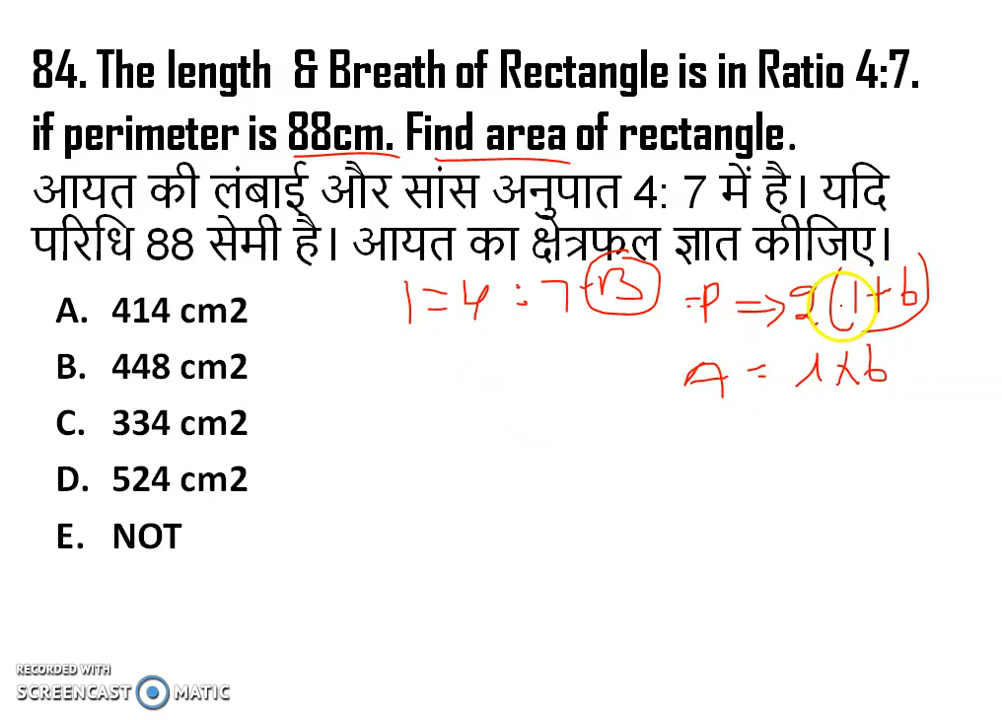 84. The length & Breath of Rectangle is in Ratio 4:7.
if perimeter is 88cm. Find area of rectangle.
आयत की लंबाई और सांस अनुपात 4: 7 में है। यदि
परिधि 88 सेमी है। आयत का क्षेत्रफल ज्ञात कीजिए।
l = 4 : 7 B P ⇒ 2(l+b)
A. 414 cm2
A = l×b
B. 448 cm2
C. 334 cm2
D. 524 cm2
E. NOT
RECORDED WITH
SCREENCAST MATIC